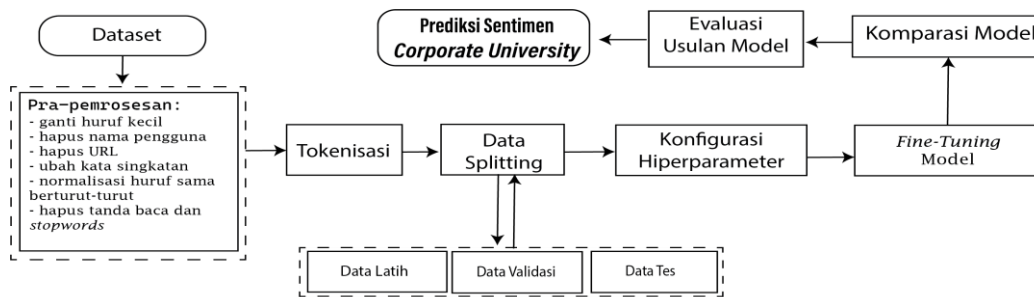 Dataset
Pra-pemrosesan:
- ganti huruf kecil
- hapus nama pengguna
- hapus URL
- ubah kata singkatan
- normalisasi huruf sama
berturut-turut
- hapus tanda baca dan
stopwords
Tokenisasi
Data
Splitting
Data Latih
Data Validasi
Data Tes
Konfigurasi
Hiperparameter
Fine-Tuning
Model
Komparasi Model
Evaluasi
Usulan Model
Prediksi Sentimen
Corporate University